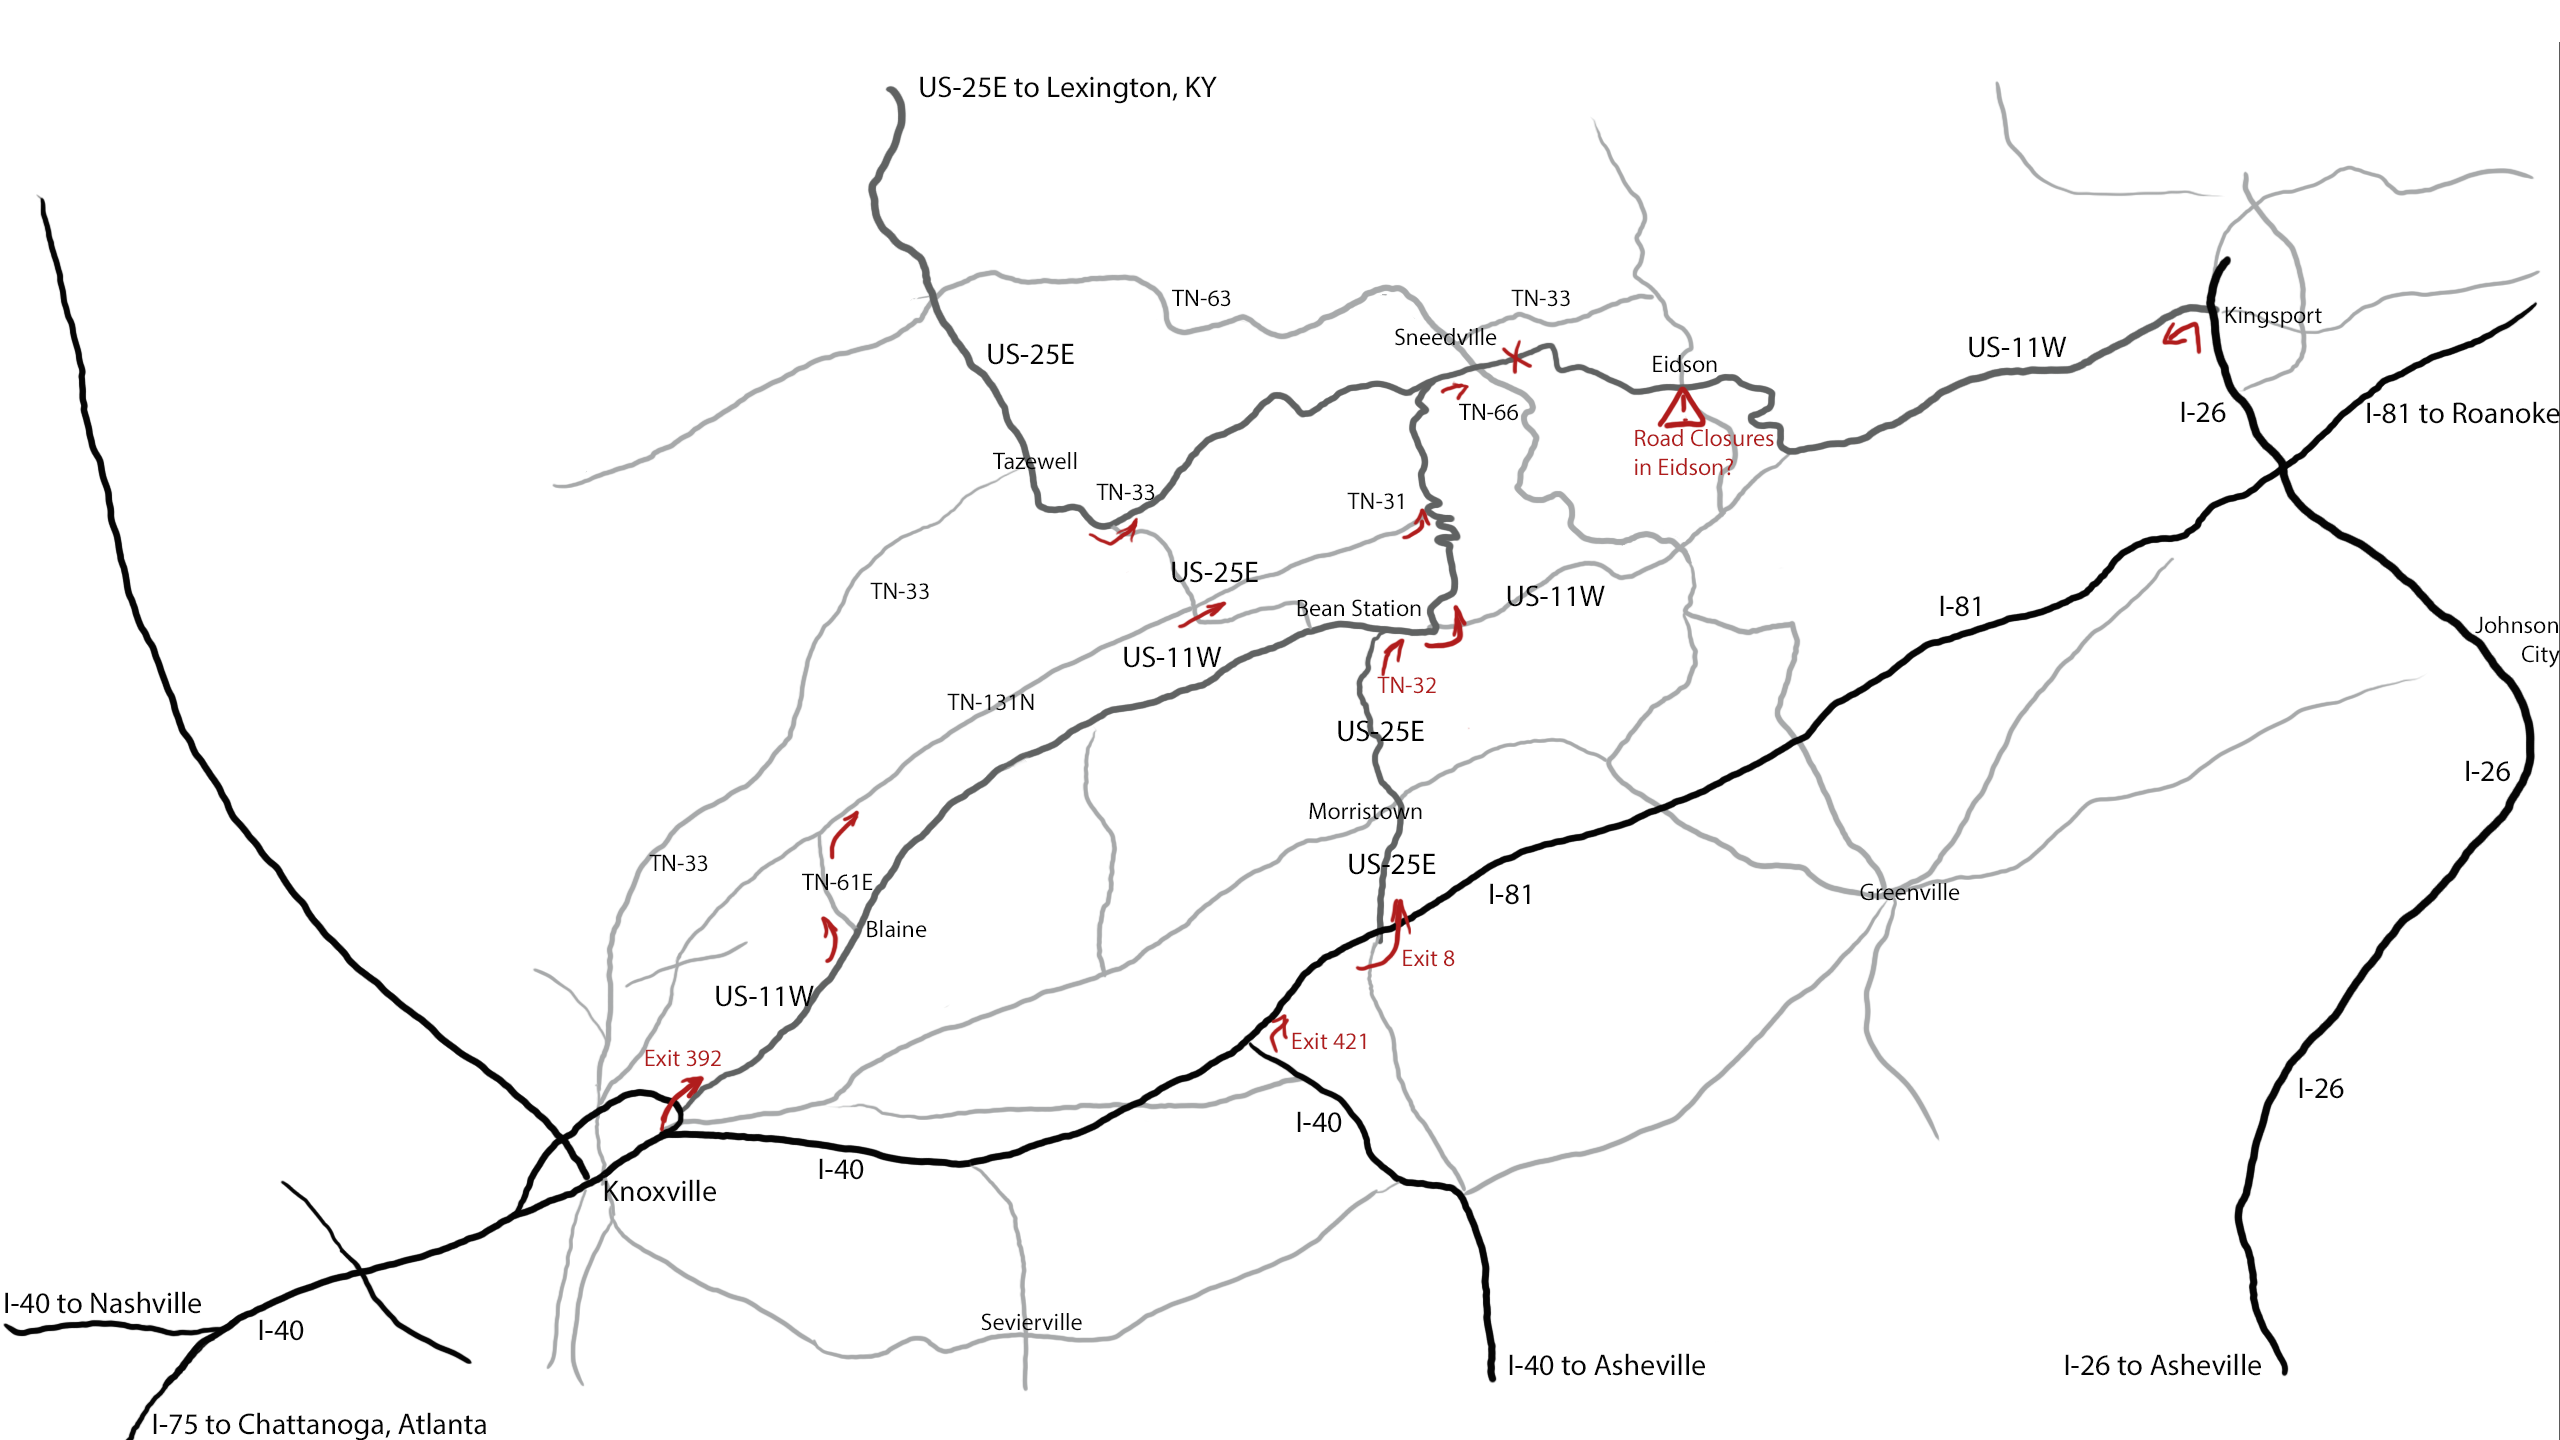 US-25E to Lexington, KY
TN-63
TN-33
Sneedville
US-11W
Kingsport
US-25E
Eidson
TN-66
I-26
I-81 to Roanoke
Road Closures
in Eidson?
Tazewell
TN-33
TN-31
TN-33
US-25E
Bean Station
US-11W
I-81
Johnson
City
US-11W
TN-32
TN-131N
US-25E
I-26
Morristown
TN-33
TN-61E
US-25E
I-81
Greenville
Blaine
Exit 8
US-11W
Exit 421
Exit 392
I-26
I-40
I-40
Knoxville
I-40 to Nashville
I-40
Sevierville
I-40 to Asheville
I-26 to Asheville
I-75 to Chattanoga, Atlanta